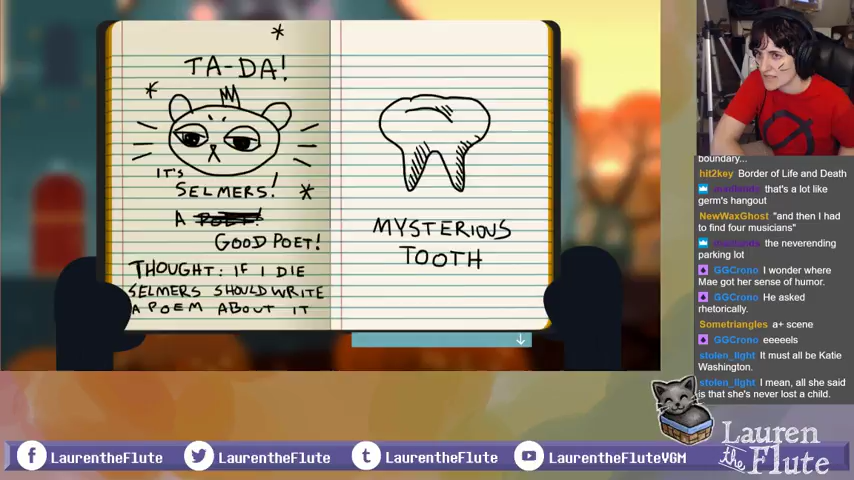 TA-DA!
IT'S
SELMERS!
A
GOOD POET!
THOUGHT: IF I DIE
SELMERS SHOULD WRITE
A POEM ABOUT IT
MYSTERIOUS
TOOTH
boundary...
hit2key Border of Life and Death
that's a lot like
germ's hangout
NewWaxGhost "and then I had
to find four musicians"
the neverending
parking lot
GGCrono I wonder where
Mae got her sense of humor.
GGCrono He asked
rhetorically.
Sometriangles a+ scene
GGCrono eeeeels
stolen_light It must all be Katie
Washington.
stolen_light I mean, all she said
is that she's never lost a child.
Lauren
the Flute
LaurentheFlute
LaurentheFlute
LaurentheFlute
LaurentheFluteVGM